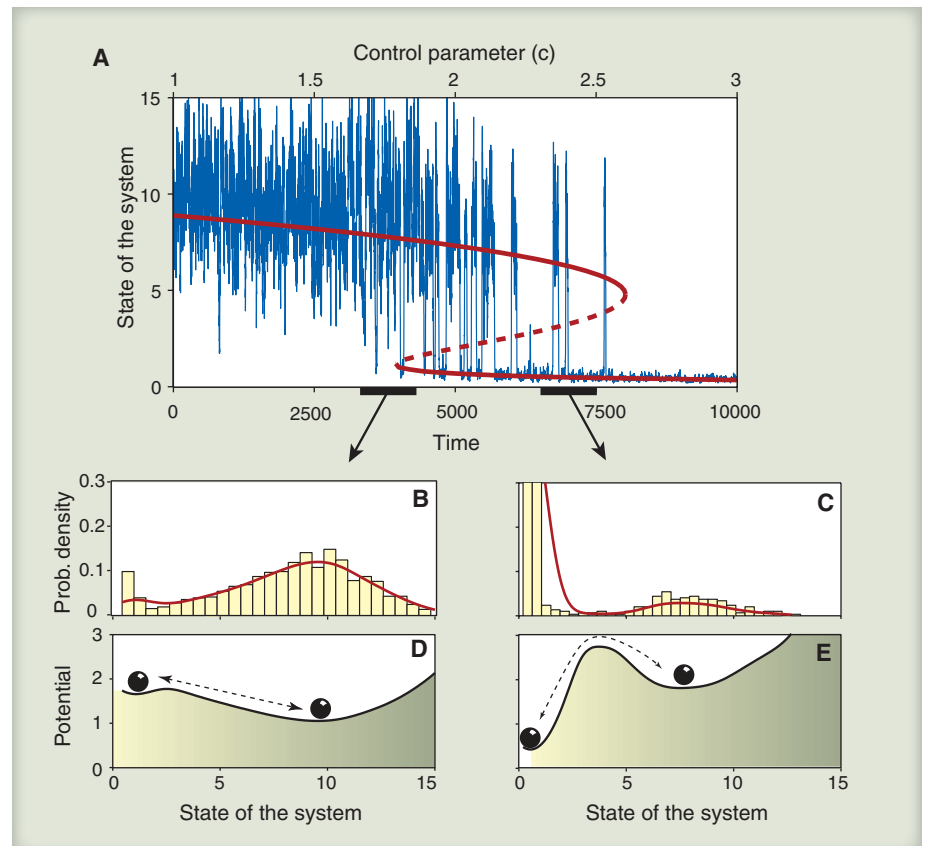 A
Control parameter (c)
1 1.5 2 2.5 3
State of the system
15
10
5
0
0 2500 5000 7500 10000
Time
B
C
Prob. density
0.3
0.2
0.1
0
D
E
Potential
3
2
1
0
0 5 10 15
0 5 10 15
State of the system
State of the system